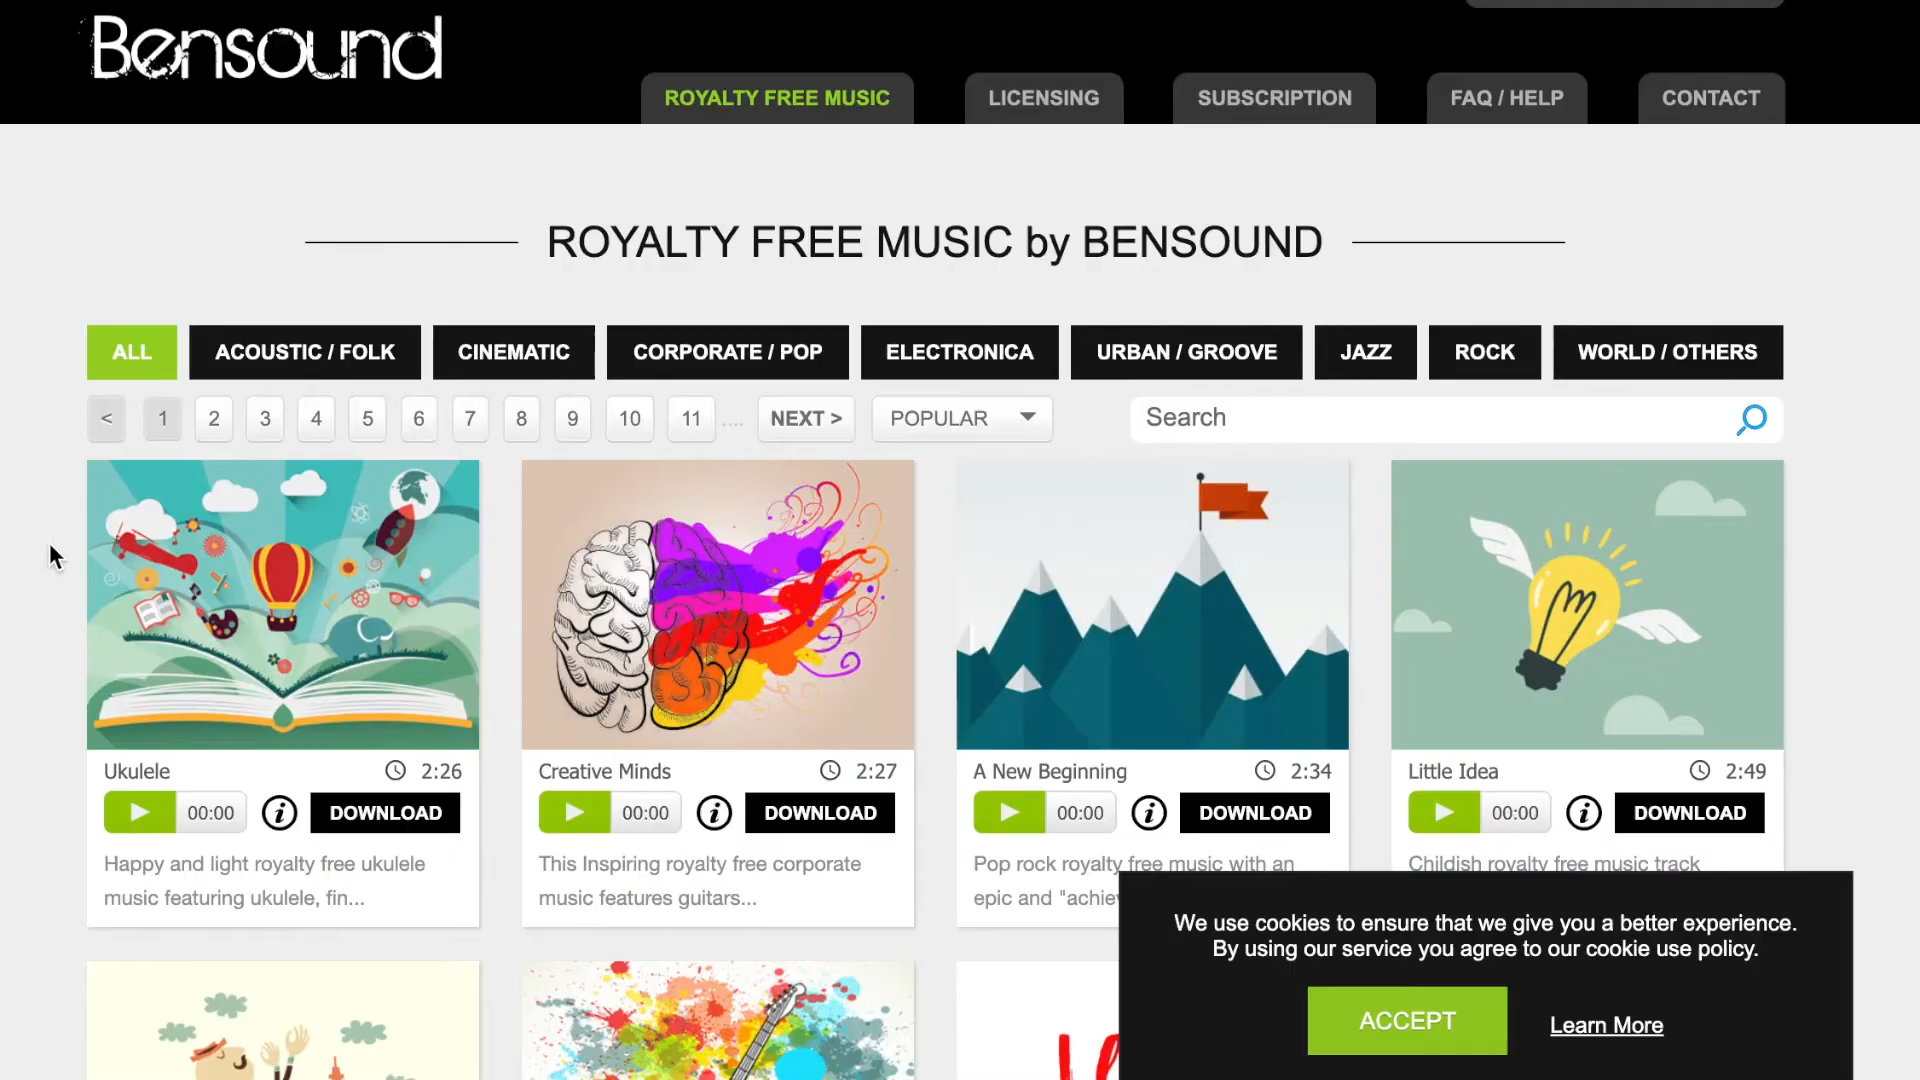 Bensound
ROYALTY FREE MUSIC
LICENSING
SUBSCRIPTION
FAQ / HELP
CONTACT
ROYALTY FREE MUSIC by BENSOUND
ALL
ACOUSTIC / FOLK
CINEMATIC
CORPORATE / POP
ELECTRONICA
URBAN / GROOVE
JAZZ
ROCK
WORLD / OTHERS
< 1 2 3 4 5 6 7 8 9 10 11 .... NEXT >
POPULAR
Search
Ukulele 2:26
00:00 i DOWNLOAD
Happy and light royalty free ukulele
music featuring ukulele, fin...
Creative Minds 2:27
00:00 i DOWNLOAD
This Inspiring royalty free corporate
music features guitars...
A New Beginning 2:34
00:00 i DOWNLOAD
Pop rock royalty free music with an
epic and "achie
Little Idea 2:49
00:00 i DOWNLOAD
Childish royalty free music track
We use cookies to ensure that we give you a better experience.
By using our service you agree to our cookie use policy.
ACCEPT
Learn More